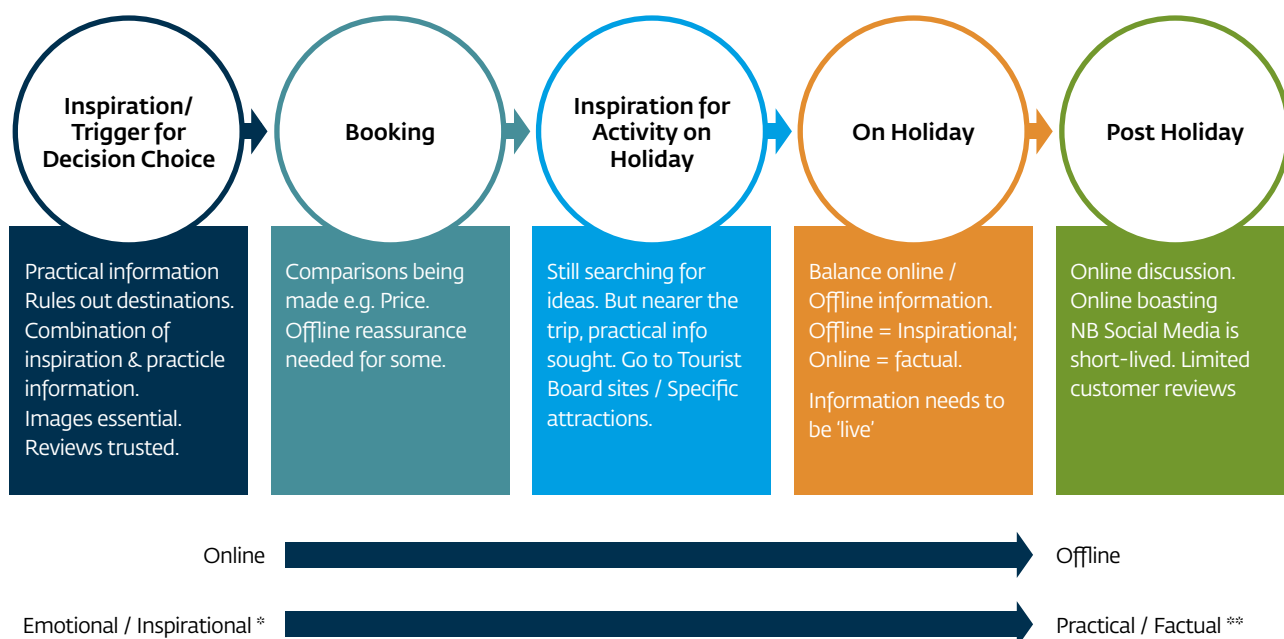 Inspiration/
Trigger for
Decision Choice
Booking
Inspiration for
Activity on
Holiday
On Holiday
Post Holiday
Practical information
Rules out destinations.
Combination of
inspiration & practicle
information.
Images essential.
Reviews trusted.
Comparisons being
made e.g. Price.
Offline reassurance
needed for some.
Still searching for
ideas. But nearer the
trip, practical info
sought. Go to Tourist
Board sites / Specific
attractions.
Balance online /
Offline information.
Offline = Inspirational;
Online = factual.
Information needs to
be ‘live’
Online discussion.
Online boasting
NB Social Media is
short-lived. Limited
customer reviews
Online
Offline
Emotional / Inspirational *
Practical / Factual **